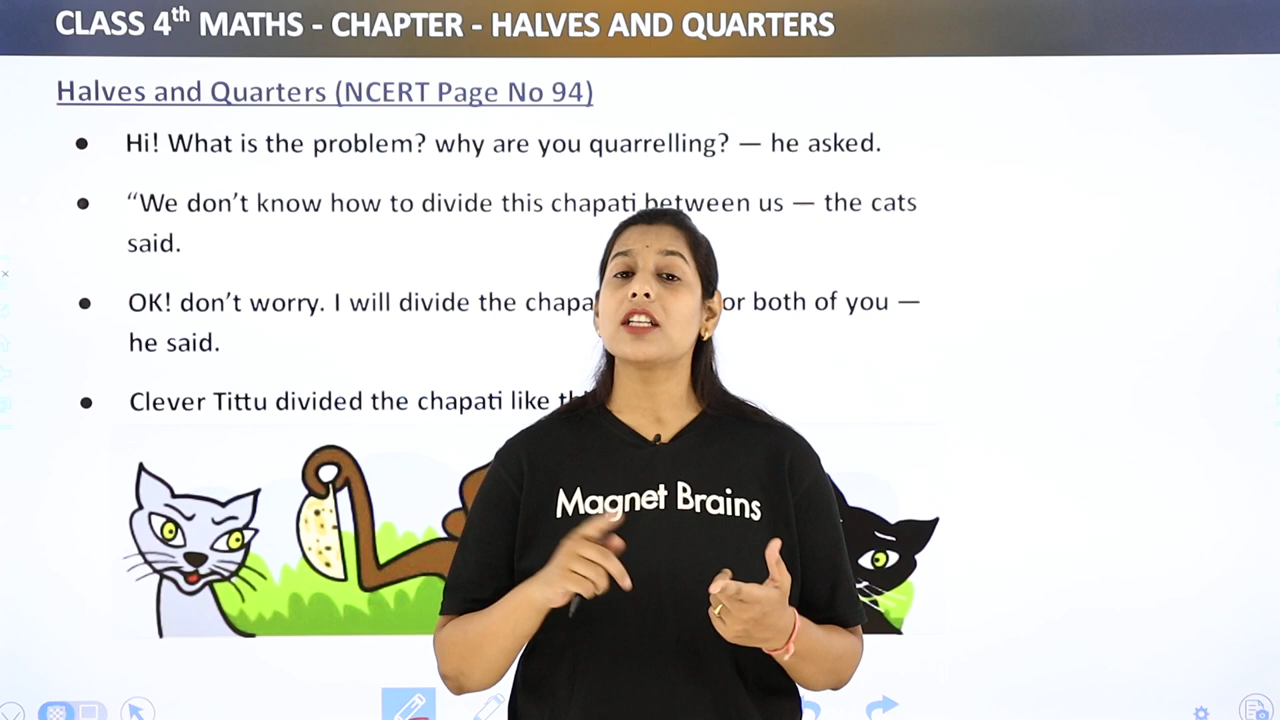 CLASS 4th MATHS - CHAPTER - HALVES AND QUARTERS
Halves and Quarters (NCERT Page No 94)
● Hi! What is the problem? why are you quarrelling? — he asked.
● “We don’t know how to divide this chapati between us — the cats
said.
● OK! don’t worry. I will divide the or both of you —
he said.
● Clever Tittu divided the chapati like
Magnet Brains